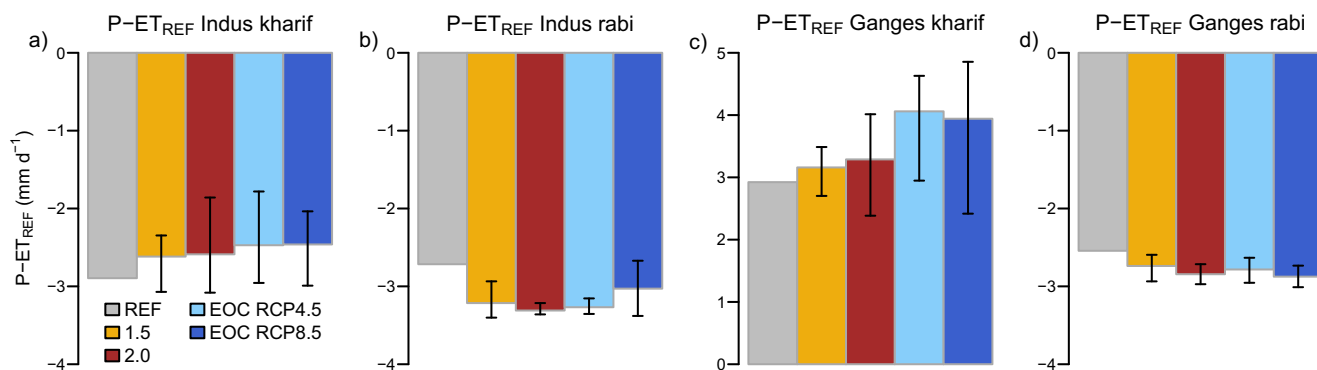 P−ET_REF Indus kharif
P−ET_REF Indus rabi
P−ET_REF Ganges kharif
P−ET_REF Ganges rabi
a)
b)
c)
d)
P−ET_REF (mm d⁻¹)
0
−1
−2
−3
−4
REF
1.5
2.0
EOC RCP4.5
EOC RCP8.5
0
−1
−2
−3
−4
5
4
3
2
1
0
0
−1
−2
−3
−4